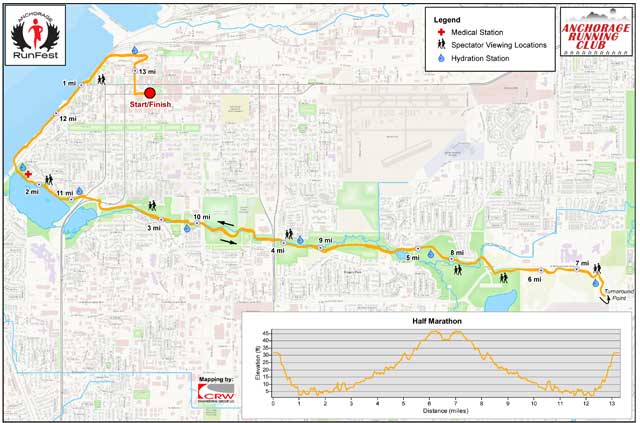 ANCHORAGE
RunFest
Legend
Medical Station
Spectator Viewing Locations
Hydration Station
ANCHORAGE
RUNNING
CLUB
13 mi
Start/Finish
1 mi
12 mi
2 mi
11 mi
3 mi
10 mi
4 mi
9 mi
5 mi
8 mi
6 mi
7 mi
Turnaround
Point
Mapping by:
CRW
Half Marathon
Elevation (ft)
45
40
35
30
25
20
15
10
5
0 1 2 3 4 5 6 7 8 9 10 11 12 13
Distance (miles)